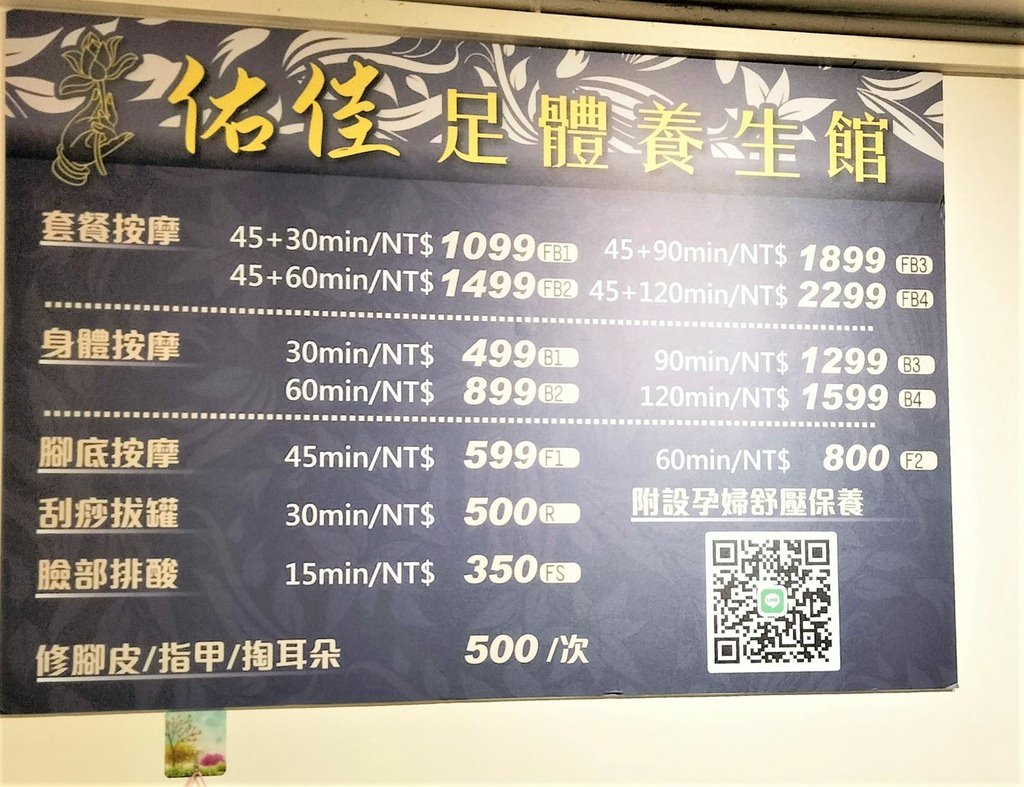 佑佳足體養生館
套餐按摩 45+30min/NT$ 1099 FB1 45+90min/NT$ 1899 FB3
45+60min/NT$ 1499 FB2 45+120min/NT$ 2299 FB4
身體按摩 30min/NT$ 499 B1 90min/NT$ 1299 B3
60min/NT$ 899 B2 120min/NT$ 1599 B4
腳底按摩 45min/NT$ 599 F1 60min/NT$ 800 F2
刮痧拔罐 30min/NT$ 500 R 附設孕婦舒壓保養
臉部排酸 15min/NT$ 350 FS
LINE
修腳皮/指甲/掏耳朵 500 /次